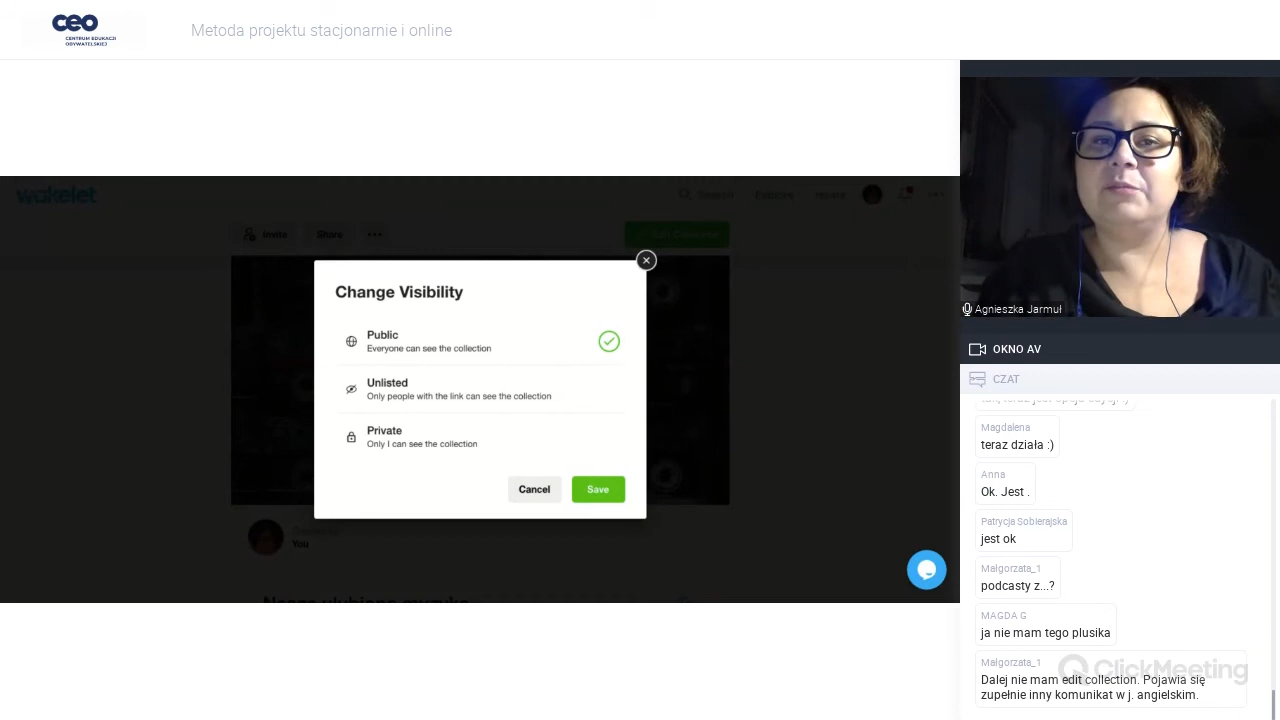 ceo
CENTRUM EDUKACJI
OBYWATELSKIEJ
Metoda projektu stacjonarnie i online
wakelet
Search
Explore
Invite
Share
Change Visibility
Public
Everyone can see the collection
Unlisted
Only people with the link can see the collection
Private
Only I can see the collection
Cancel
Save
You
Agnieszka Jarmuł
OKNO AV
CZAT
Magdalena
teraz działa :)
Anna
Ok. Jest .
Patrycja Sobierajska
jest ok
Małgorzata_1
podcasty z...?
MAGDA G
ja nie mam tego plusika
Małgorzata_1
Dalej nie mam edit collection. Pojawia się
zupełnie inny komunikat w j. angielskim.
ClickMeeting